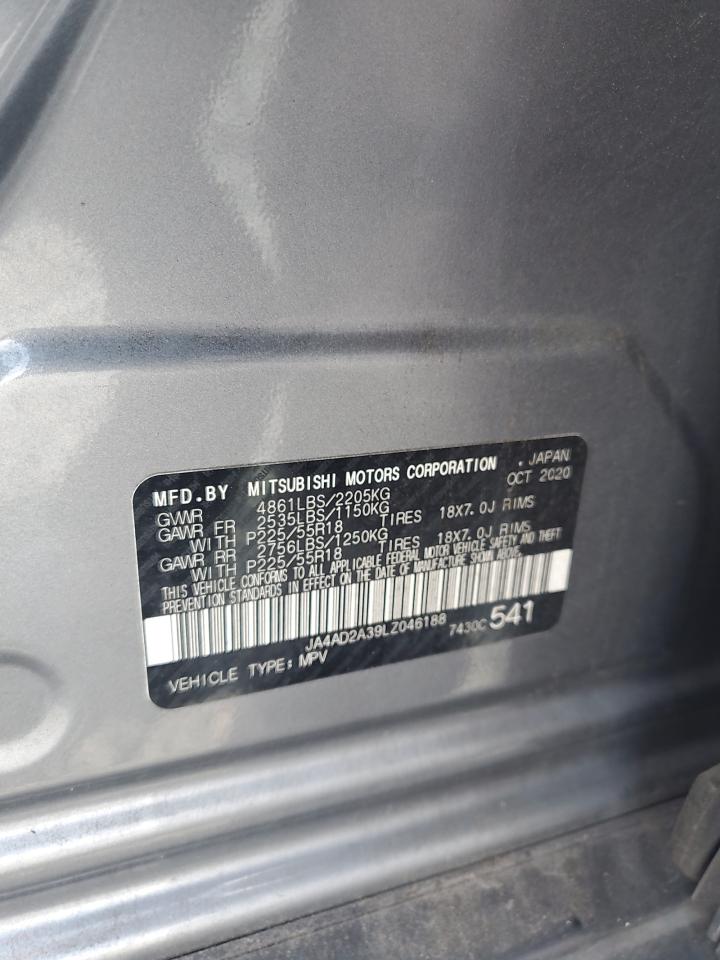 MFD.BY MITSUBISHI MOTORS CORPORATION . JAPAN
GVWR 4861LBS/2205KG OCT 2020
GAWR FR 2535LBS/1150KG
WITH P225/55R18 TIRES 18X7.0J RIMS
GAWR RR 2756LBS/1250KG
WITH P225/55R18 TIRES 18X7.0J RIMS
THIS VEHICLE CONFORMS TO ALL APPLICABLE FEDERAL MOTOR VEHICLE SAFETY AND THEFT
PREVENTION STANDARDS IN EFFECT ON THE DATE OF MANUFACTURE SHOWN ABOVE.
JA4AD2A39LZ046188 7430C 541
VEHICLE TYPE: MPV